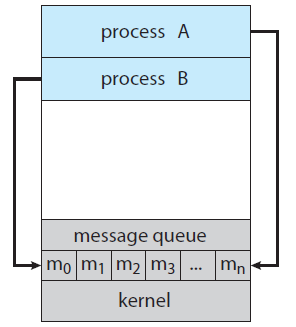 process A
process B
message queue
m₀ m₁ m₂ m₃ ... mₙ
kernel